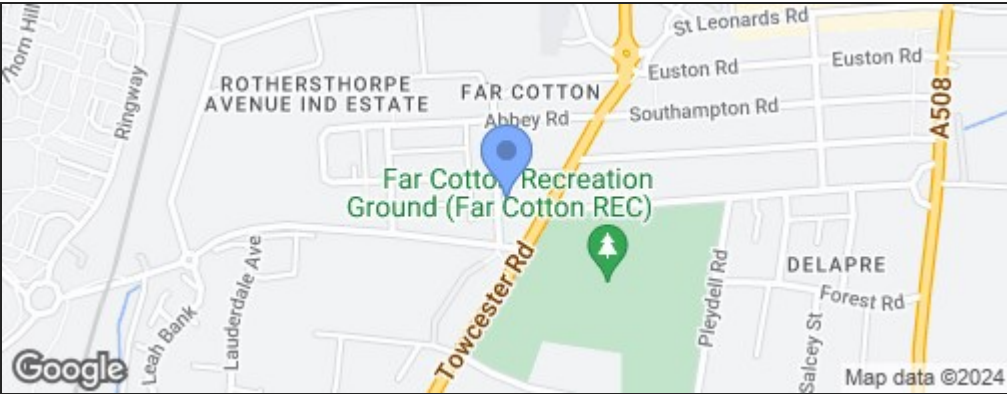 Thorn Hill
Ringway
ROTHERSTHORPE
AVENUE IND ESTATE
FAR COTTON
Abbey Rd
St Leonards Rd
Euston Rd
Euston Rd
Southampton Rd
A508
Far Cotton Recreation
Ground (Far Cotton REC)
Towcester Rd
Lauderdale Ave
Leah Bank
Pleydell Rd
DELAPRE
Forest Rd
Salcey St
Google
Map data ©2024